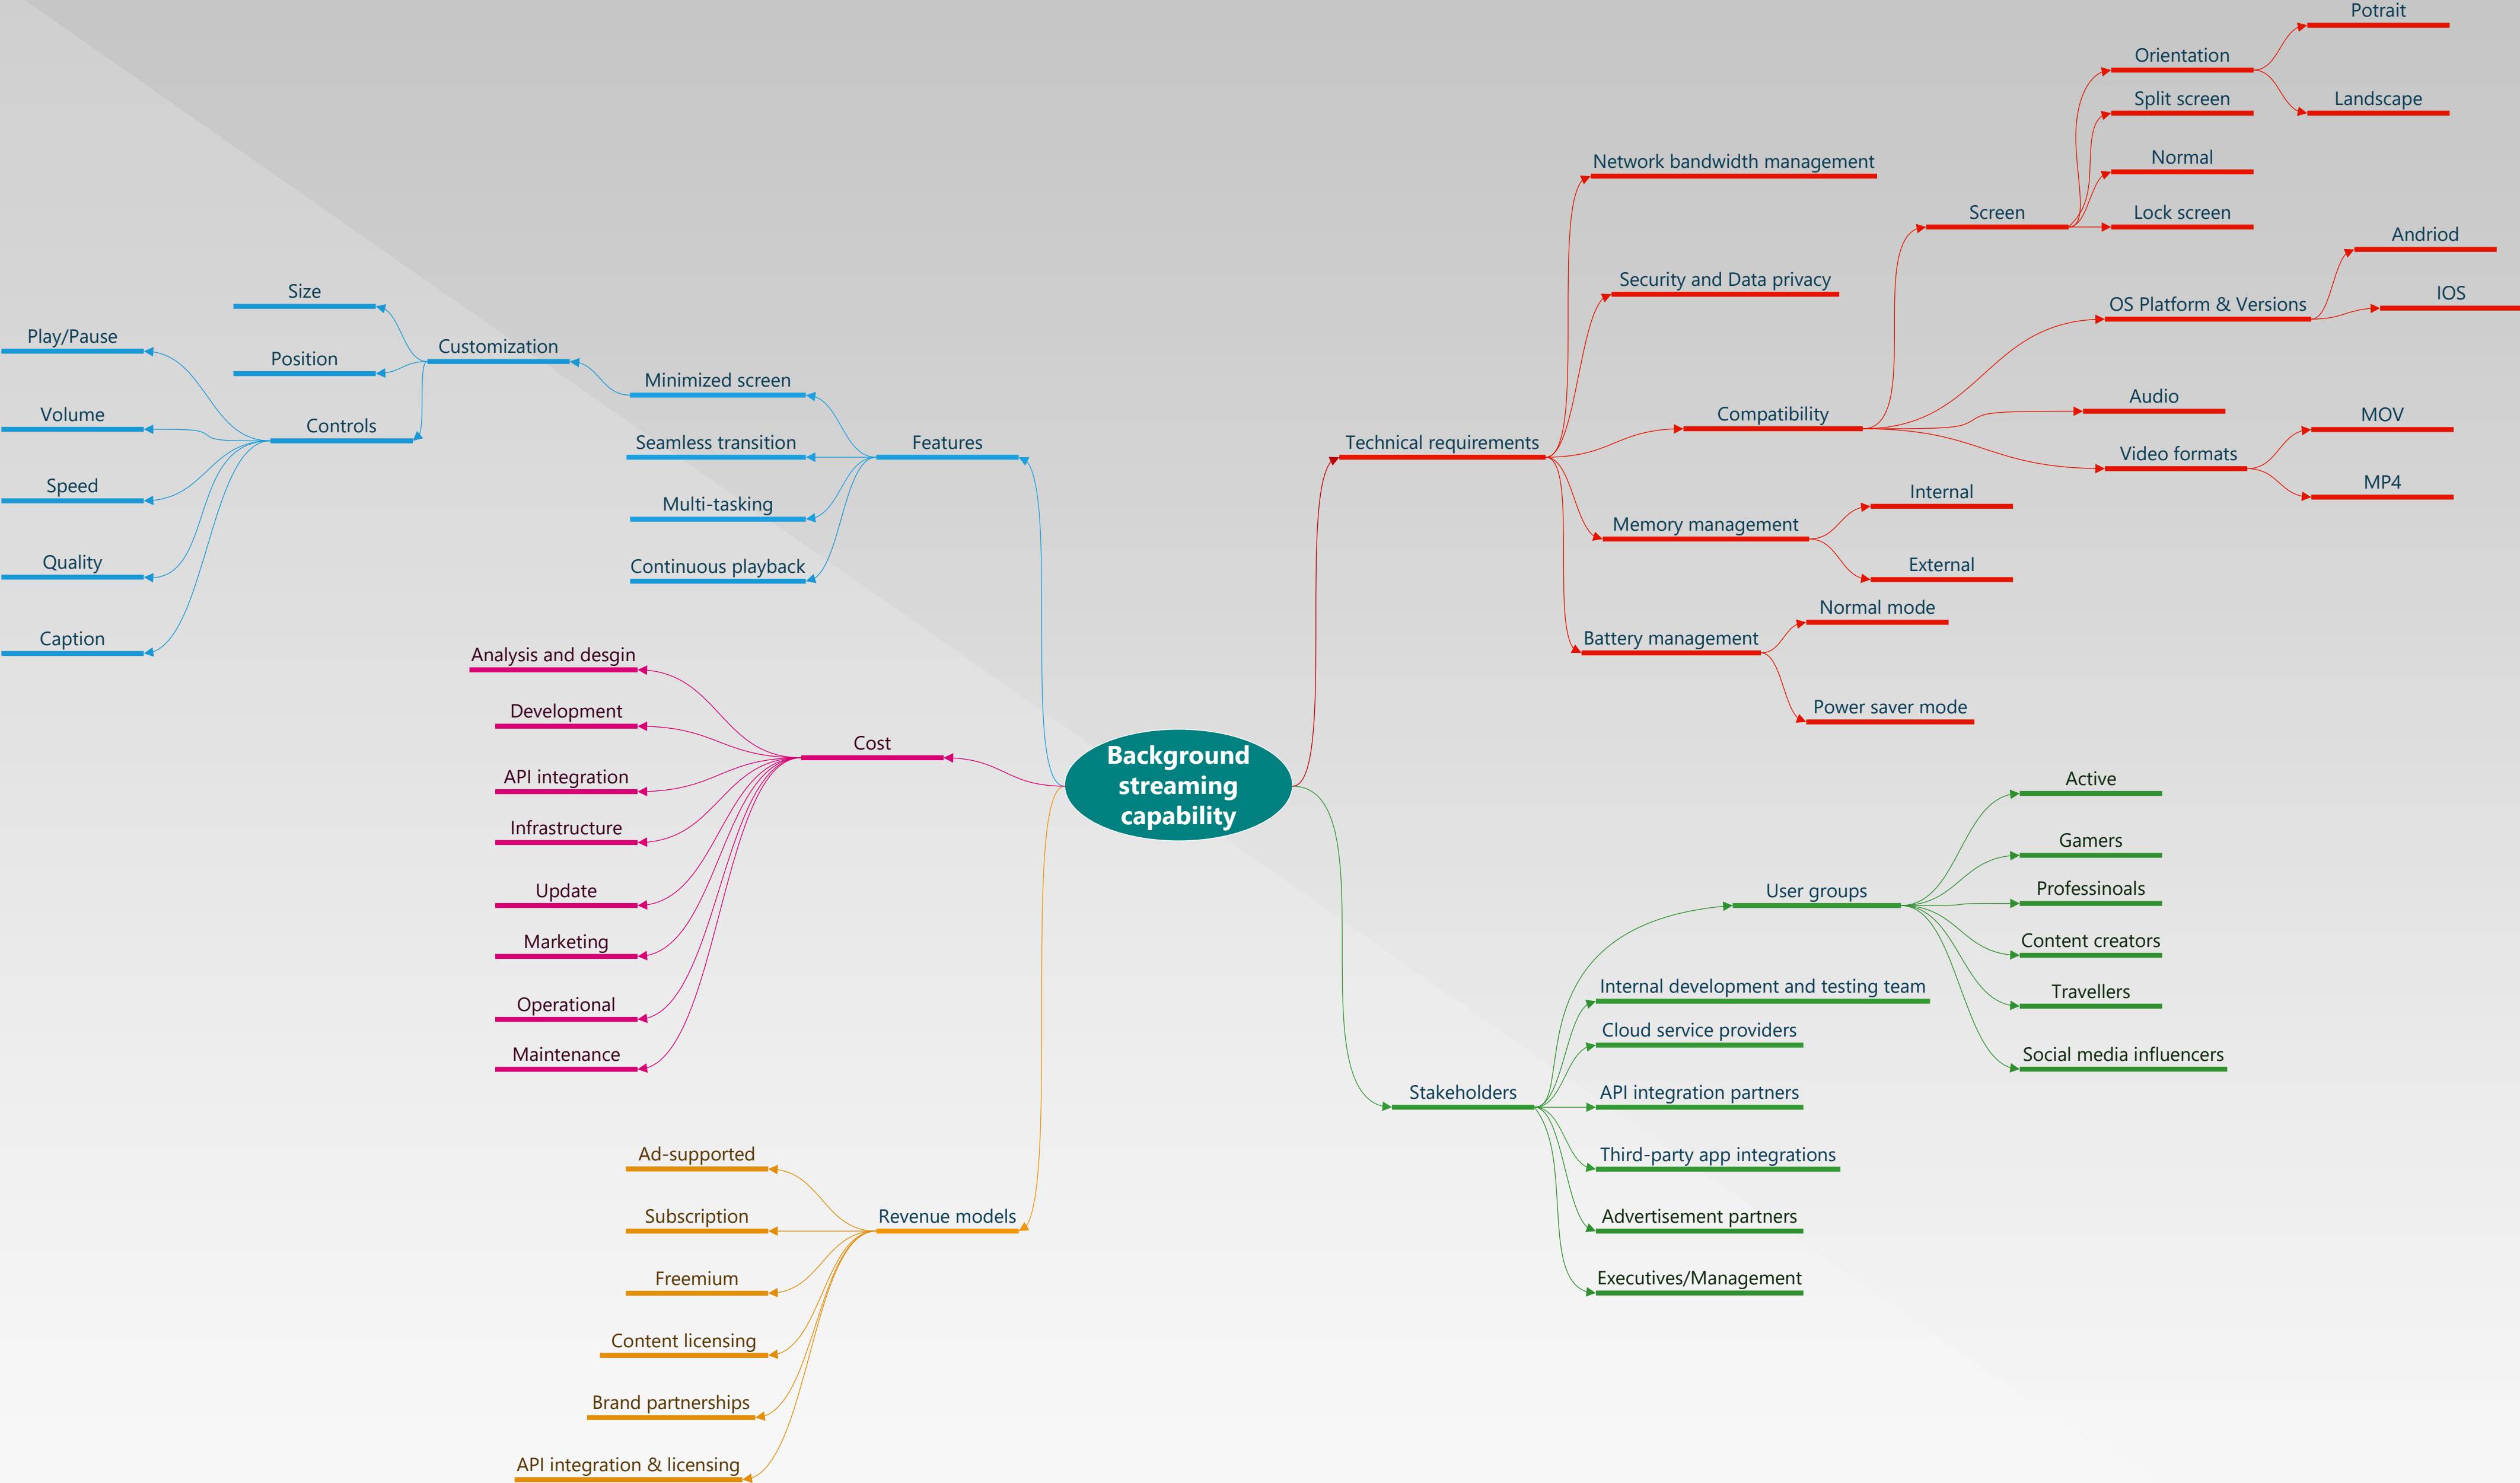 Background
streaming
capability
Features
Minimized screen
Customization
Size
Position
Controls
Play/Pause
Volume
Speed
Quality
Caption
Seamless transition
Multi-tasking
Continuous playback
Cost
Analysis and desgin
Development
API integration
Infrastructure
Update
Marketing
Operational
Maintenance
Revenue models
Ad-supported
Subscription
Freemium
Content licensing
Brand partnerships
API integration & licensing
Technical requirements
Network bandwidth management
Security and Data privacy
Compatibility
Screen
Orientation
Potrait
Landscape
Split screen
Normal
Lock screen
OS Platform & Versions
Andriod
IOS
Audio
Video formats
MOV
MP4
Memory management
Internal
External
Battery management
Normal mode
Power saver mode
Stakeholders
User groups
Active
Gamers
Professinoals
Content creators
Travellers
Social media influencers
Internal development and testing team
Cloud service providers
API integration partners
Third-party app integrations
Advertisement partners
Executives/Management